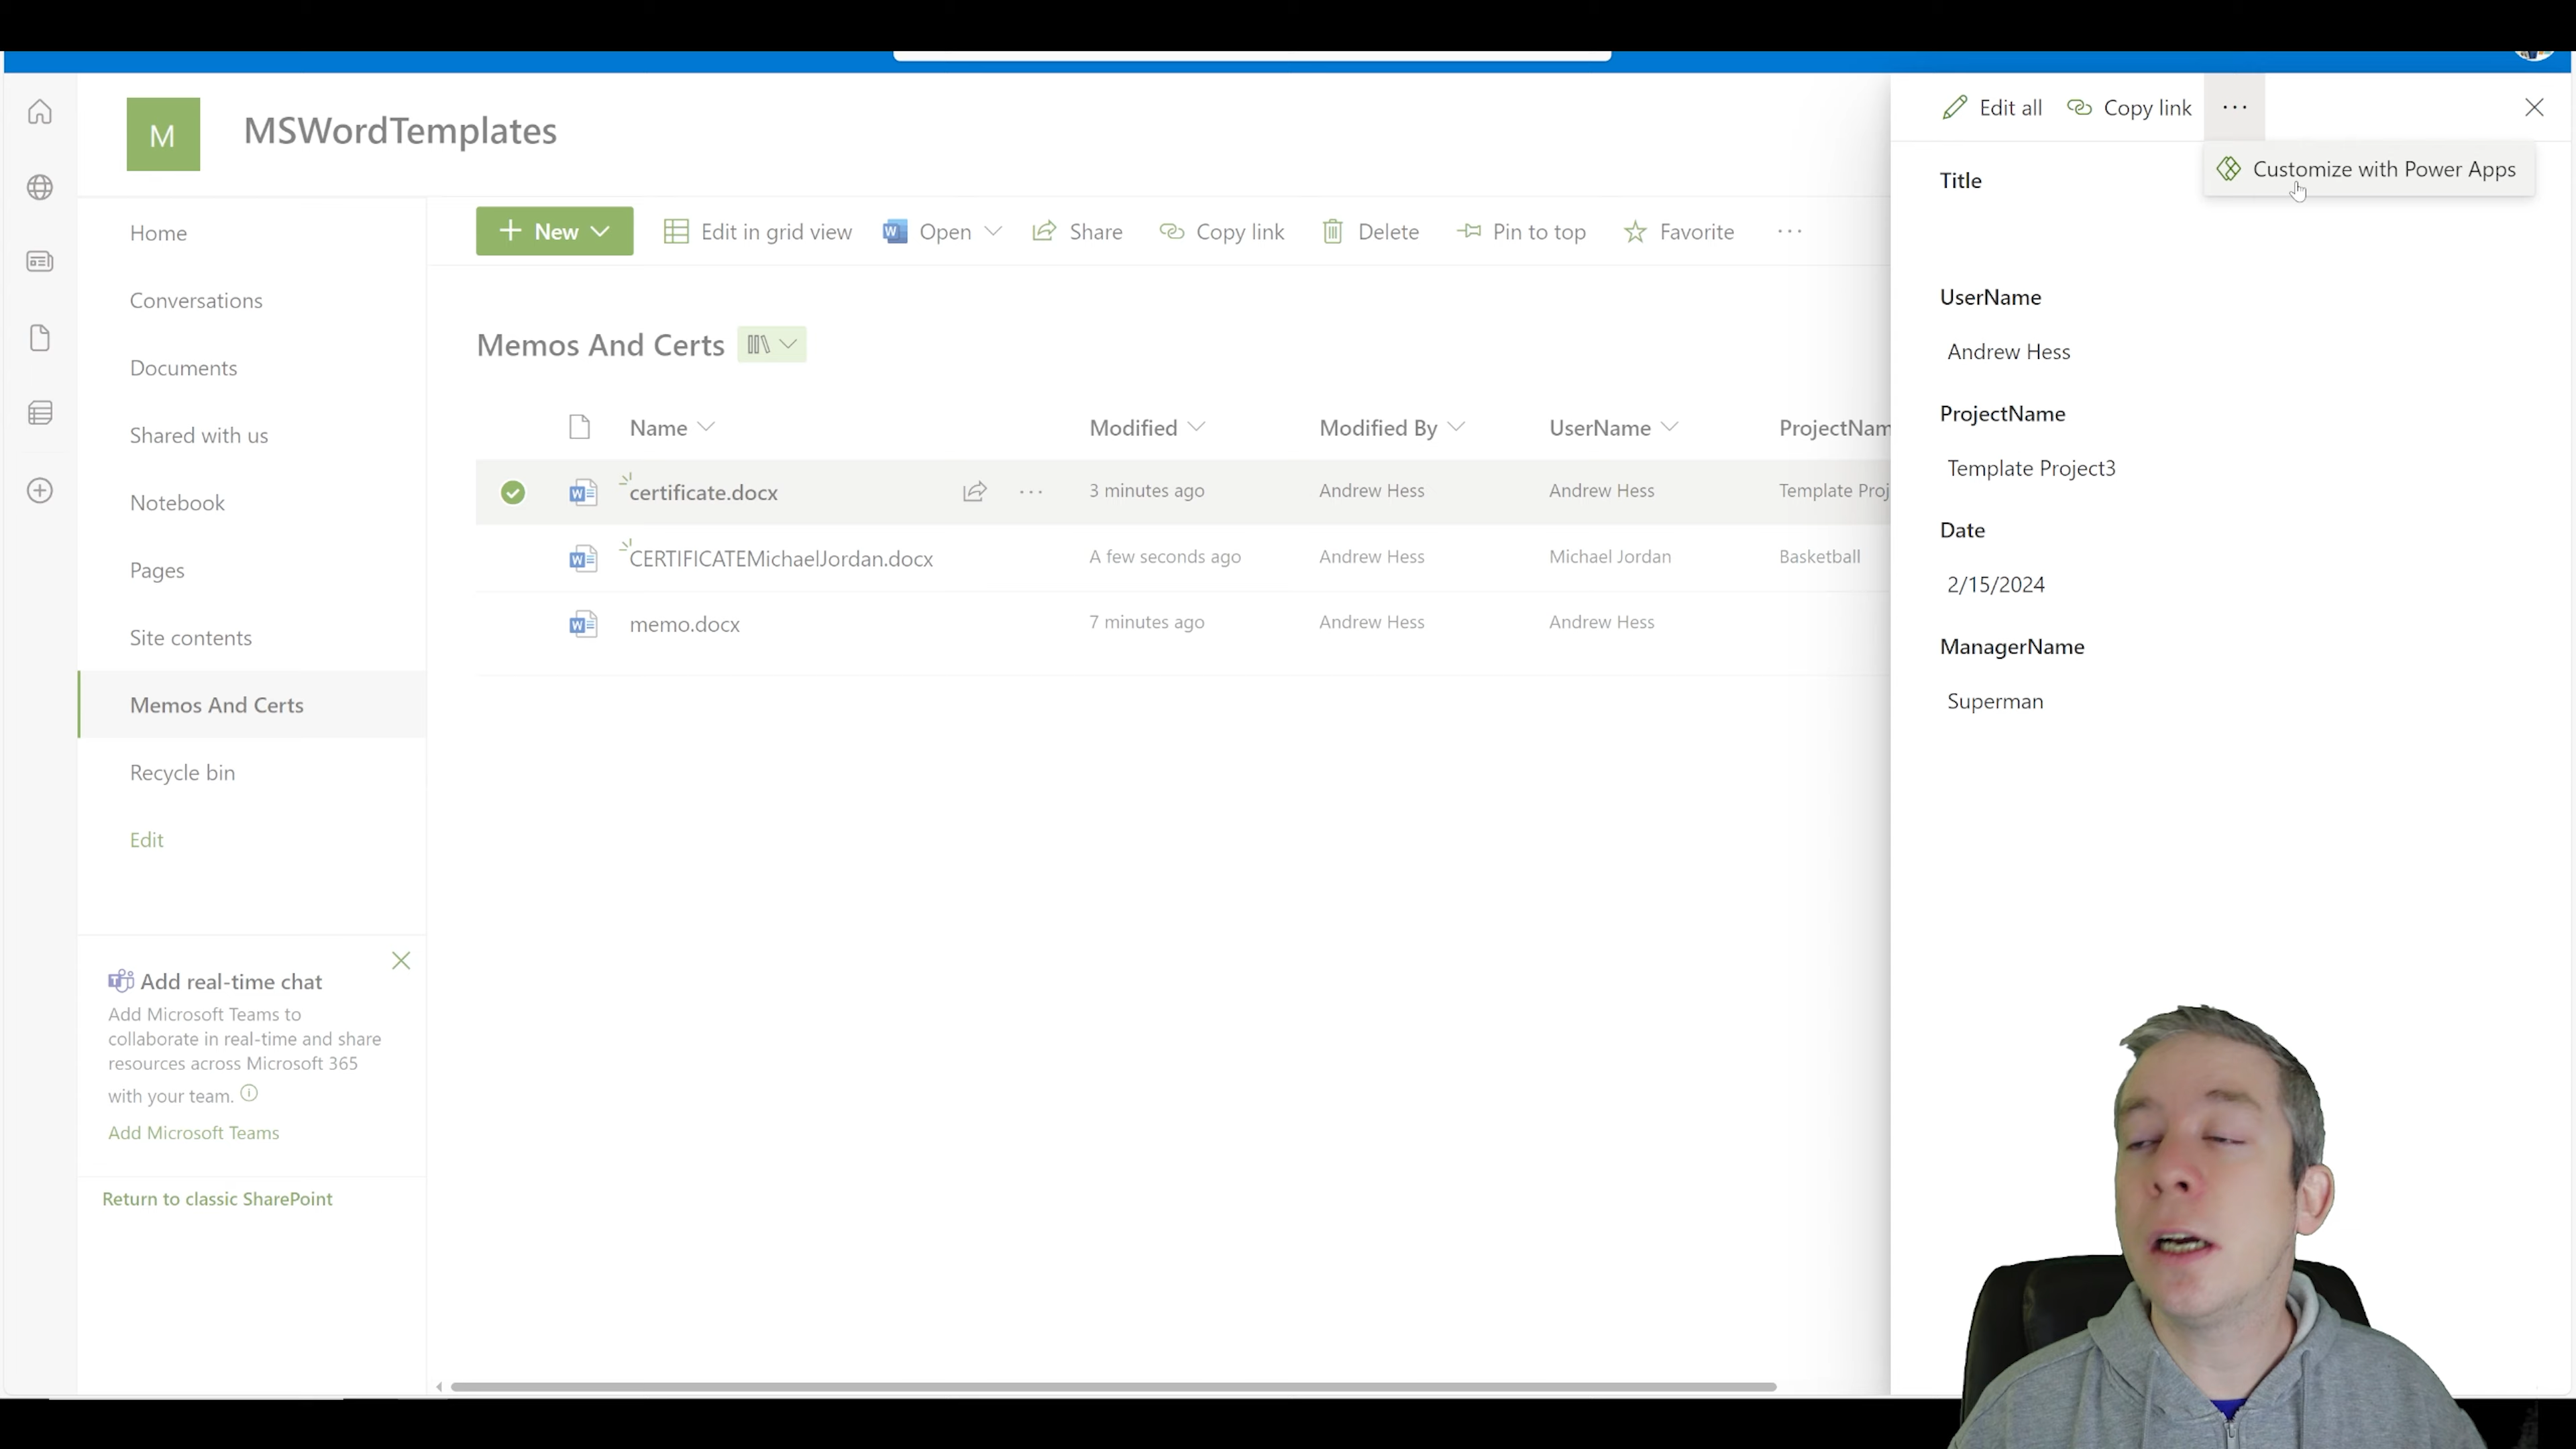 M
MSWordTemplates
Edit all
Copy link
Customize with Power Apps
Home
Conversations
Documents
Shared with us
Notebook
Pages
Site contents
Memos And Certs
Recycle bin
Edit
Add real-time chat
Add Microsoft Teams to
collaborate in real-time and share
resources across Microsoft 365
with your team.
Add Microsoft Teams
Return to classic SharePoint
New Edit in grid view Open Share Copy link Delete Pin to top Favorite
Memos And Certs
Name Modified Modified By UserName ProjectNam
certificate.docx 3 minutes ago Andrew Hess Andrew Hess Template Proj
CERTIFICATEMichaelJordan.docx A few seconds ago Andrew Hess Michael Jordan Basketball
memo.docx 7 minutes ago Andrew Hess Andrew Hess
Title
UserName
Andrew Hess
ProjectName
Template Project3
Date
2/15/2024
ManagerName
Superman